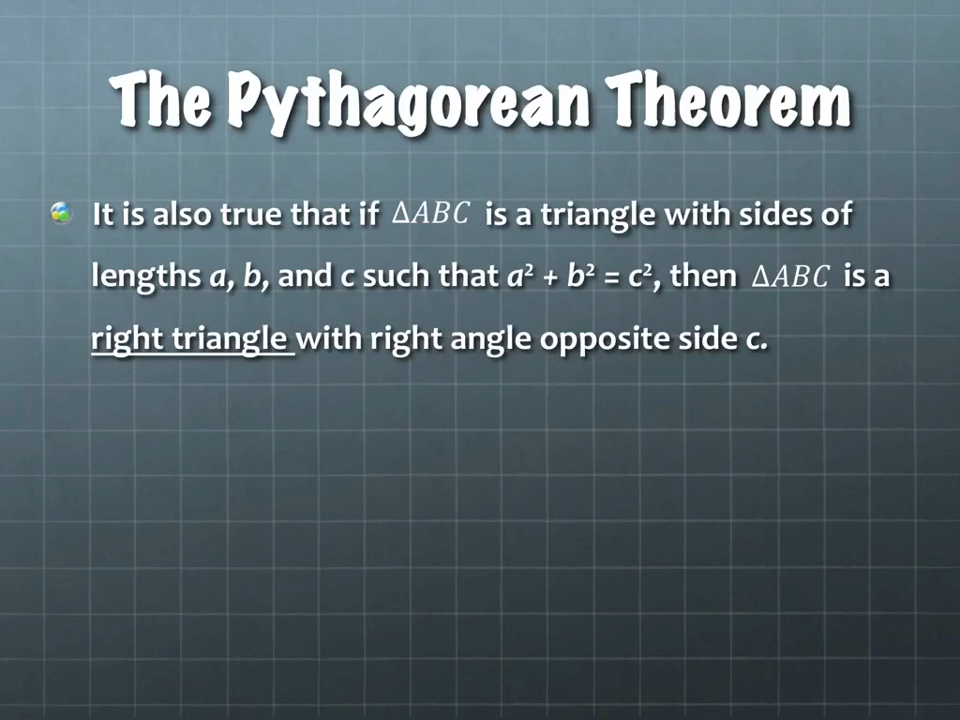 The Pythagorean Theorem
It is also true that if Δ𝐴𝐵𝐶 is a triangle with sides of
lengths a, b, and c such that a² + b² = c², then Δ𝐴𝐵𝐶 is a
right triangle with right angle opposite side c.